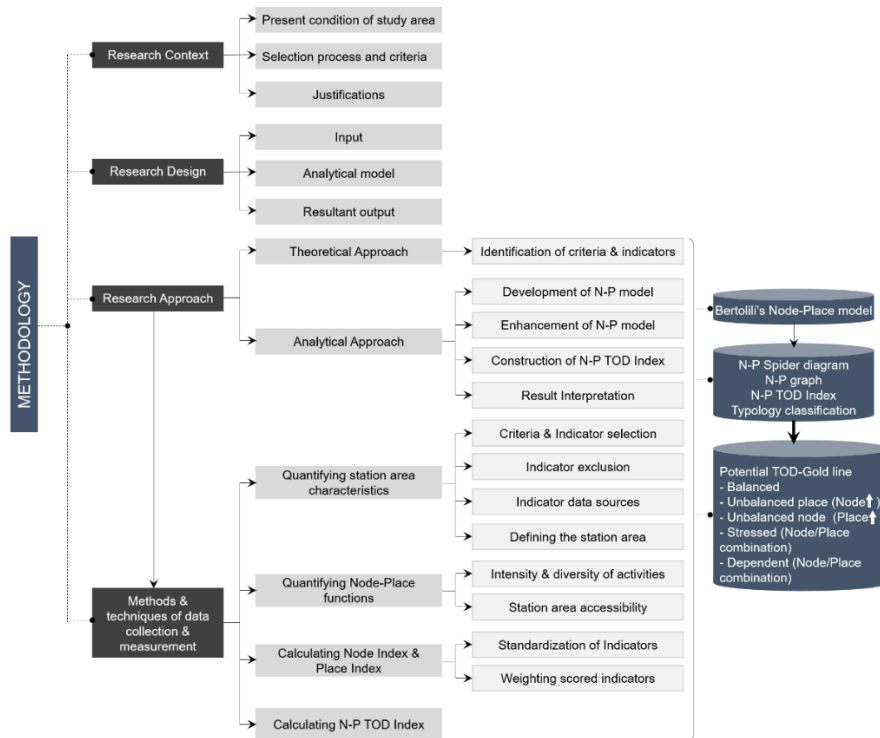 METHODOLOGY
Research Context
Present condition of study area
Selection process and criteria
Justifications
Research Design
Input
Analytical model
Resultant output
Research Approach
Theoretical Approach
Identification of criteria & indicators
Analytical Approach
Development of N-P model
Enhancement of N-P model
Construction of N-P TOD Index
Result Interpretation
Methods &
techniques of data
collection &
measurement
Quantifying station area
characteristics
Criteria & Indicator selection
Indicator exclusion
Indicator data sources
Defining the station area
Quantifying Node-Place
functions
Intensity & diversity of activities
Station area accessibility
Calculating Node Index &
Place Index
Standardization of Indicators
Weighting scored indicators
Calculating N-P TOD Index
Bertolili's Node-Place model
N-P Spider diagram
N-P graph
N-P TOD Index
Typology classification
Potential TOD-Gold line
- Balanced
- Unbalanced place (Node⬆)
- Unbalanced node (Place⬆)
- Stressed (Node/Place
combination)
- Dependent (Node/Place
combination)